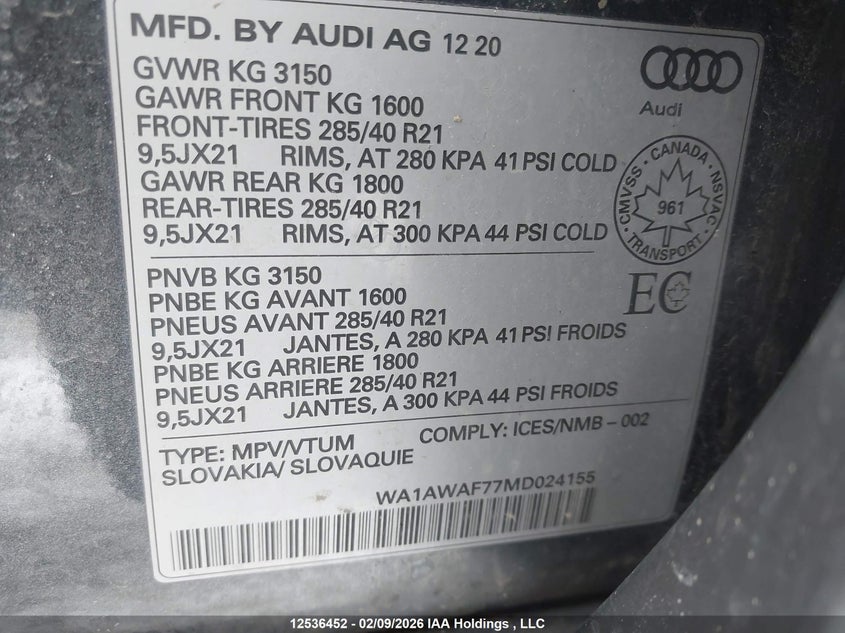 MFD. BY AUDI AG 12 20
GVWR KG 3150
GAWR FRONT KG 1600
FRONT-TIRES 285/40 R21
9,5JX21 RIMS, AT 280 KPA 41 PSI COLD
GAWR REAR KG 1800
REAR-TIRES 285/40 R21
9,5JX21 RIMS, AT 300 KPA 44 PSI COLD
Audi
CMVSS · CANADA · NSVAC · TRANSPORT ·
961
PNVB KG 3150
PNBE KG AVANT 1600
PNEUS AVANT 285/40 R21
9,5JX21 JANTES, A 280 KPA 41 PSI FROIDS
PNBE KG ARRIERE 1800
PNEUS ARRIERE 285/40 R21
9,5JX21 JANTES, A 300 KPA 44 PSI FROIDS
EC
TYPE: MPV/VTUM COMPLY: ICES/NMB - 002
SLOVAKIA/ SLOVAQUIE
WA1AWAF77MD024155
12536452 - 02/09/2026 IAA Holdings, LLC